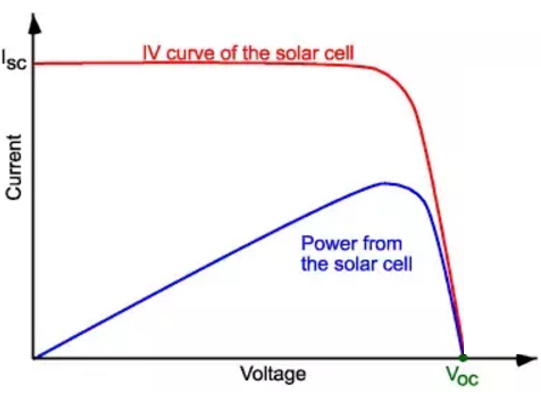 IV curve of the solar cell
Isc
Current
Power from
the solar cell
Voltage
Voc